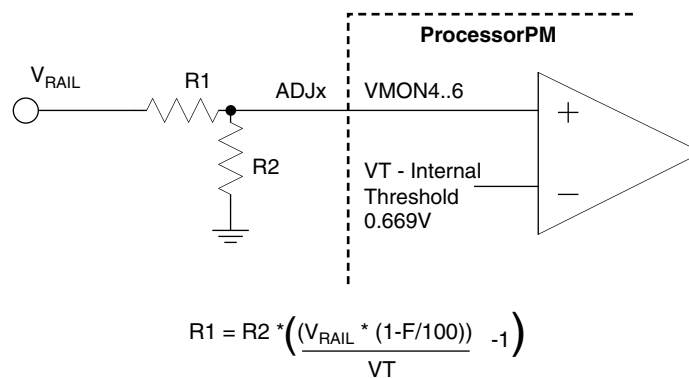 ProcessorPM
V_RAIL
R1
ADJx
VMON4..6
+
R2
VT - Internal
Threshold
0.669V
−
R1 = R2 * ((V_RAIL * (1-F/100)) / VT -1)